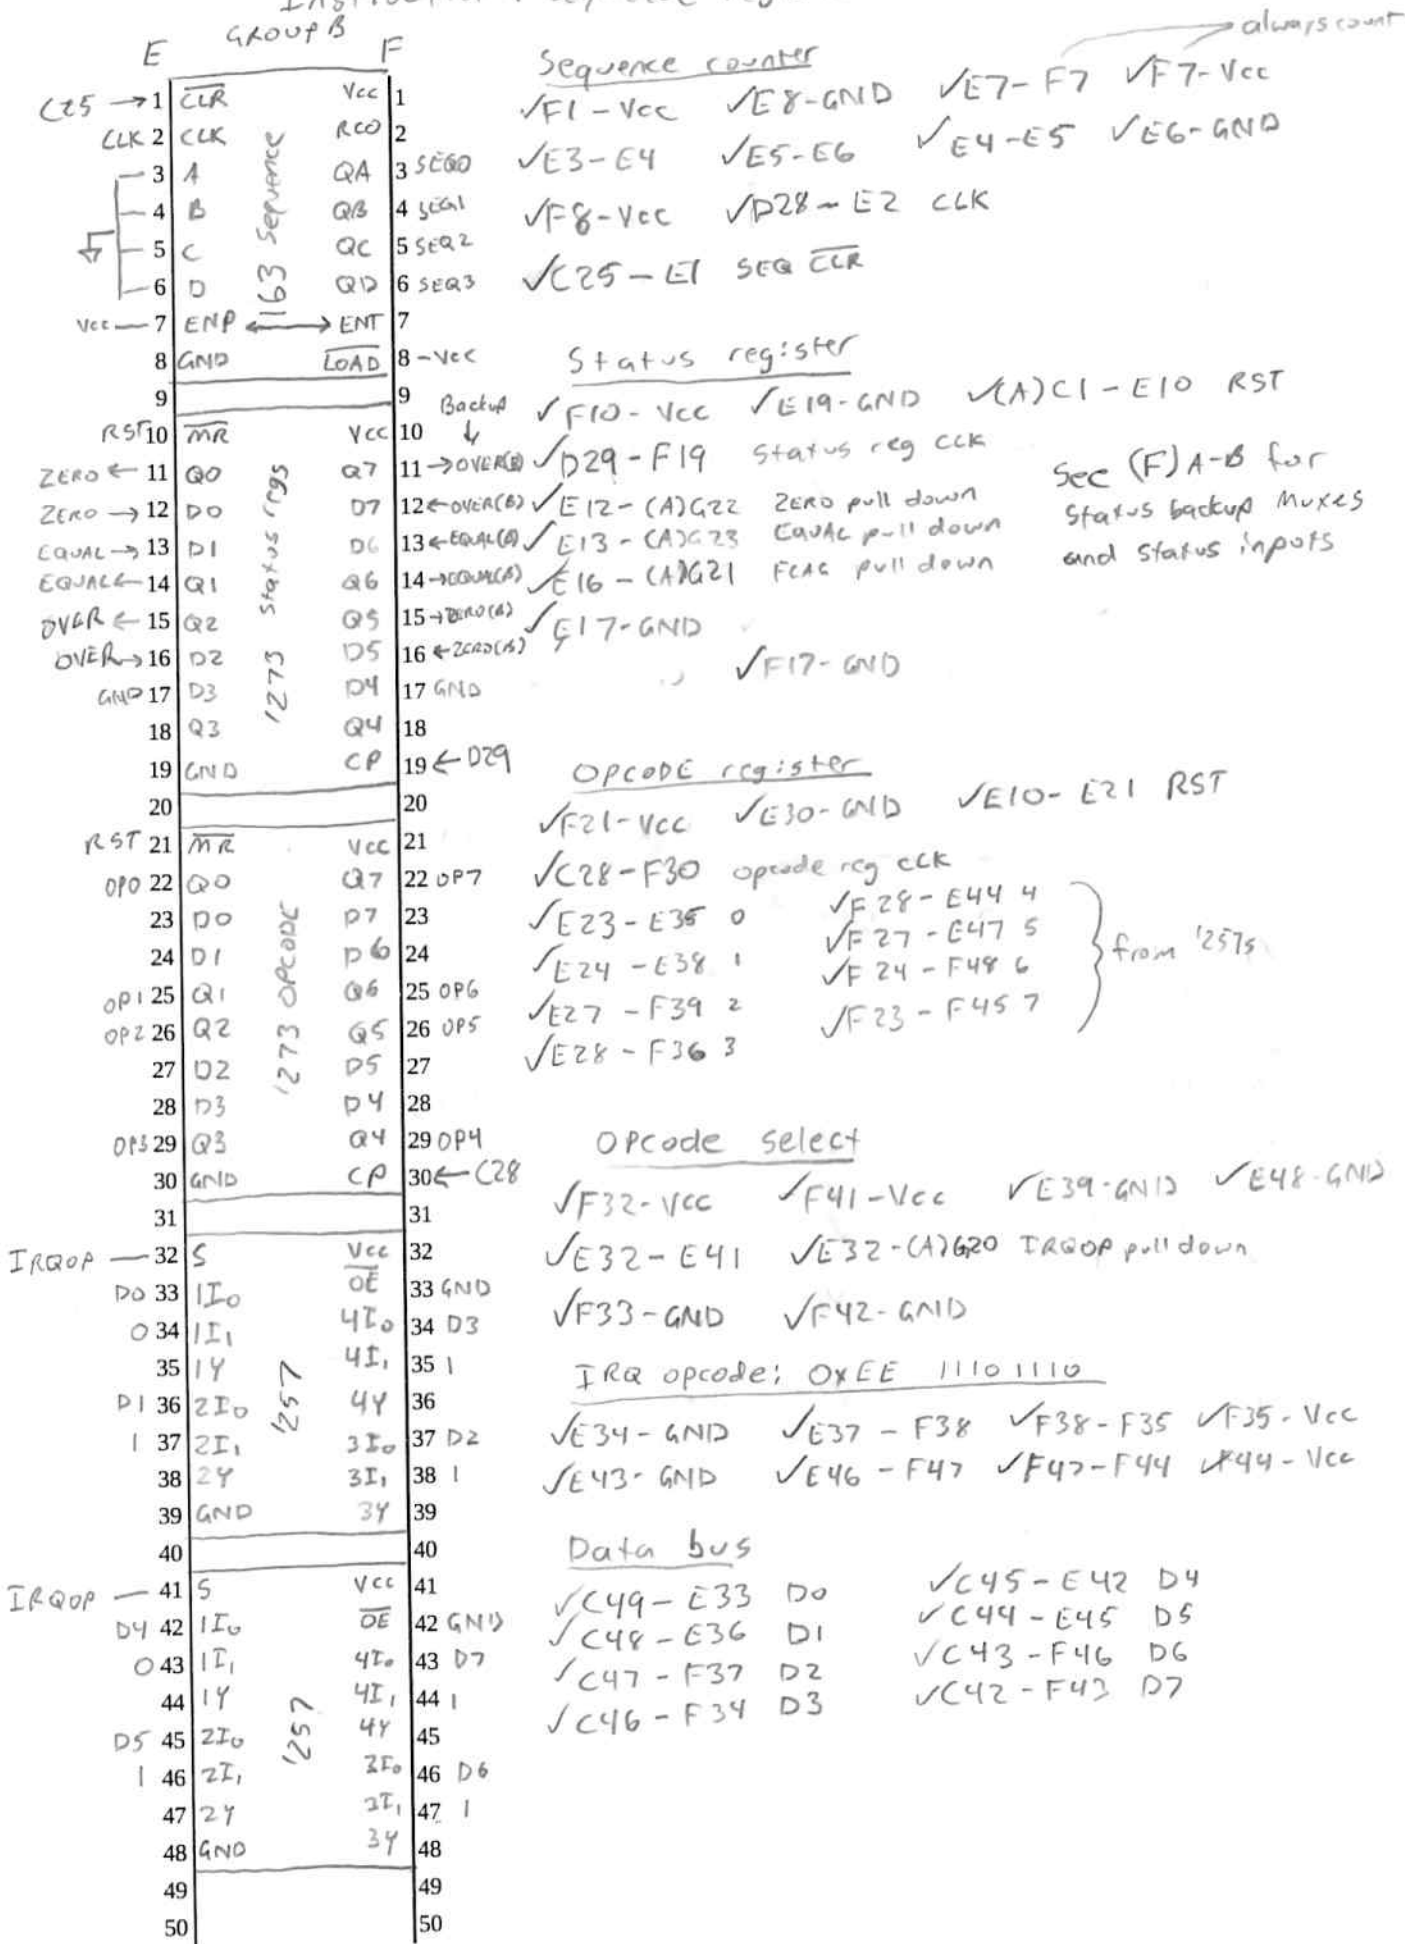 GROUP B
E F
always count
Sequence counter
C25 → 1 CLR Vcc 1
✓F1 - Vcc ✓E8-GND ✓E7-F7 ✓F7-Vcc
CLK 2 CLK RCO 2
3 A QA 3 SEQ0
✓E3-E4 ✓E5-E6 ✓E4-E5 ✓E6-GND
4 B QB 4 SEQ1
✓F8-Vcc ✓D28-E2 CLK
5 C QC 5 SEQ2
6 D QD 6 SEQ3
✓C25-E1 SEQ CLR
'163 Sequence
Vcc 7 ENP ↔ ENT 7
8 GND LOAD 8 -Vcc
Status register
9 9
Backup ↓
✓F10-Vcc ✓E19-GND ✓(A)C1-E10 RST
RST 10 MR Vcc 10
ZERO ← 11 Q0 Q7 11 → OVER(B)
✓D29-F19 Status reg CLK
ZERO → 12 D0 D7 12 ← OVER(B)
✓E12-(A)G22 ZERO pull down
EQUAL → 13 D1 D6 13 ← EQUAL(B)
✓E13-(A)G23 EQUAL pull down
EQUAL ← 14 Q1 Q6 14 → EQUAL(B)
✓E16-(A)G21 FLAG pull down
See (F)A-B for
Status backup Muxes
and status inputs
OVER ← 15 Q2 Q5 15 → ZERO(B)
✓E17-GND
OVER → 16 D2 D5 16 ← ZERO(B)
✓F17-GND
GND 17 D3 D4 17 GND
18 Q3 Q4 18
19 GND CP 19 ← D29
'273 Status regs
OPCODE register
20 20
✓F21-Vcc ✓E30-GND ✓E10-E21 RST
RST 21 MR Vcc 21
OP0 22 Q0 Q7 22 OP7
✓C28-F30 opcode reg CLK
23 D0 D7 23
✓E23-E35 0 ✓F28-E44 4
24 D1 D6 24
✓E24-E38 1 ✓F27-E47 5
OP1 25 Q1 Q6 25 OP6
✓E27-F39 2 ✓F24-F48 6
OP2 26 Q2 Q5 26 OP5
✓E28-F36 3 ✓F23-F45 7
from '257s
27 D2 D5 27
28 D3 D4 28
OP3 29 Q3 Q4 29 OP4
30 GND CP 30 ← C28
'273 OPCODE
OPcode select
31 31
✓F32-Vcc ✓F41-Vcc ✓E39-GND ✓E48-GND
IRQOP 32 S Vcc 32
✓E32-E41 ✓E32-(A)G20 IRQOP pull down
D0 33 1I0 OE 33 GND
✓F33-GND ✓F42-GND
0 34 1I1 4I0 34 D3
35 1Y 4I1 35 1
IRQ opcode: 0xEE 11101110
D1 36 2I0 4Y 36
✓E34-GND ✓E37-F38 ✓F38-F35 ✓F35-Vcc
1 37 2I1 3I0 37 D2
38 2Y 3I1 38 1
✓E43-GND ✓E46-F47 ✓F47-F44 ✓F44-Vcc
39 GND 3Y 39
'257
40 40
Data bus
IRQOP 41 S Vcc 41
✓C49-E33 D0 ✓C45-E42 D4
D4 42 1I0 OE 42 GND
✓C48-E36 D1 ✓C44-E45 D5
0 43 1I1 4I0 43 D7
✓C47-F37 D2 ✓C43-F46 D6
44 1Y 4I1 44 1
✓C46-F34 D3 ✓C42-F43 D7
D5 45 2I0 4Y 45
1 46 2I1 3I0 46 D6
47 2Y 3I1 47 1
48 GND 3Y 48
'257
49 49
50 50